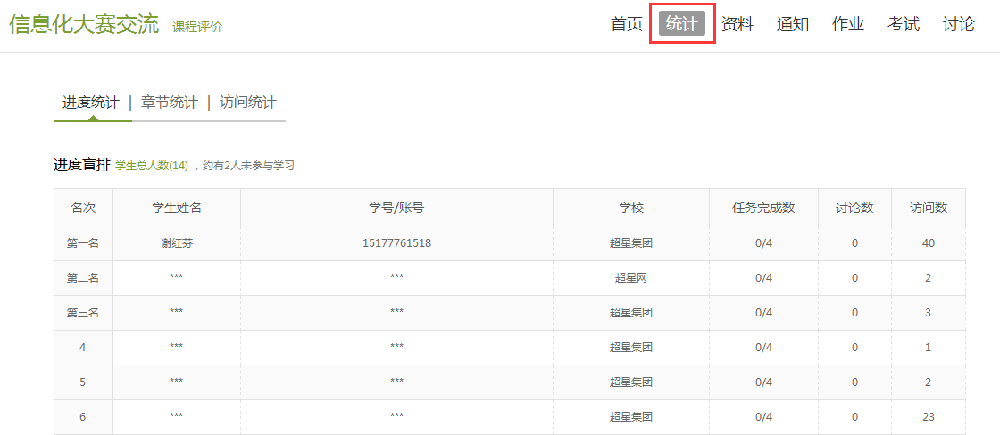 信息化大赛交流 课程评价 首页 统计 资料 通知 作业 考试 讨论
进度统计 | 章节统计 | 访问统计
进度盲排 学生总人数(14) ，约有2人未参与学习
名次 学生姓名 学号/账号 学校 任务完成数 讨论数 访问数
第一名 谢红芬 15177761518 超星集团 0/4 0 40
第二名 *** *** 超星网 0/4 0 2
第三名 *** *** 超星集团 0/4 0 3
4 *** *** 超星集团 0/4 0 1
5 *** *** 超星集团 0/4 0 2
6 *** *** 超星集团 0/4 0 23